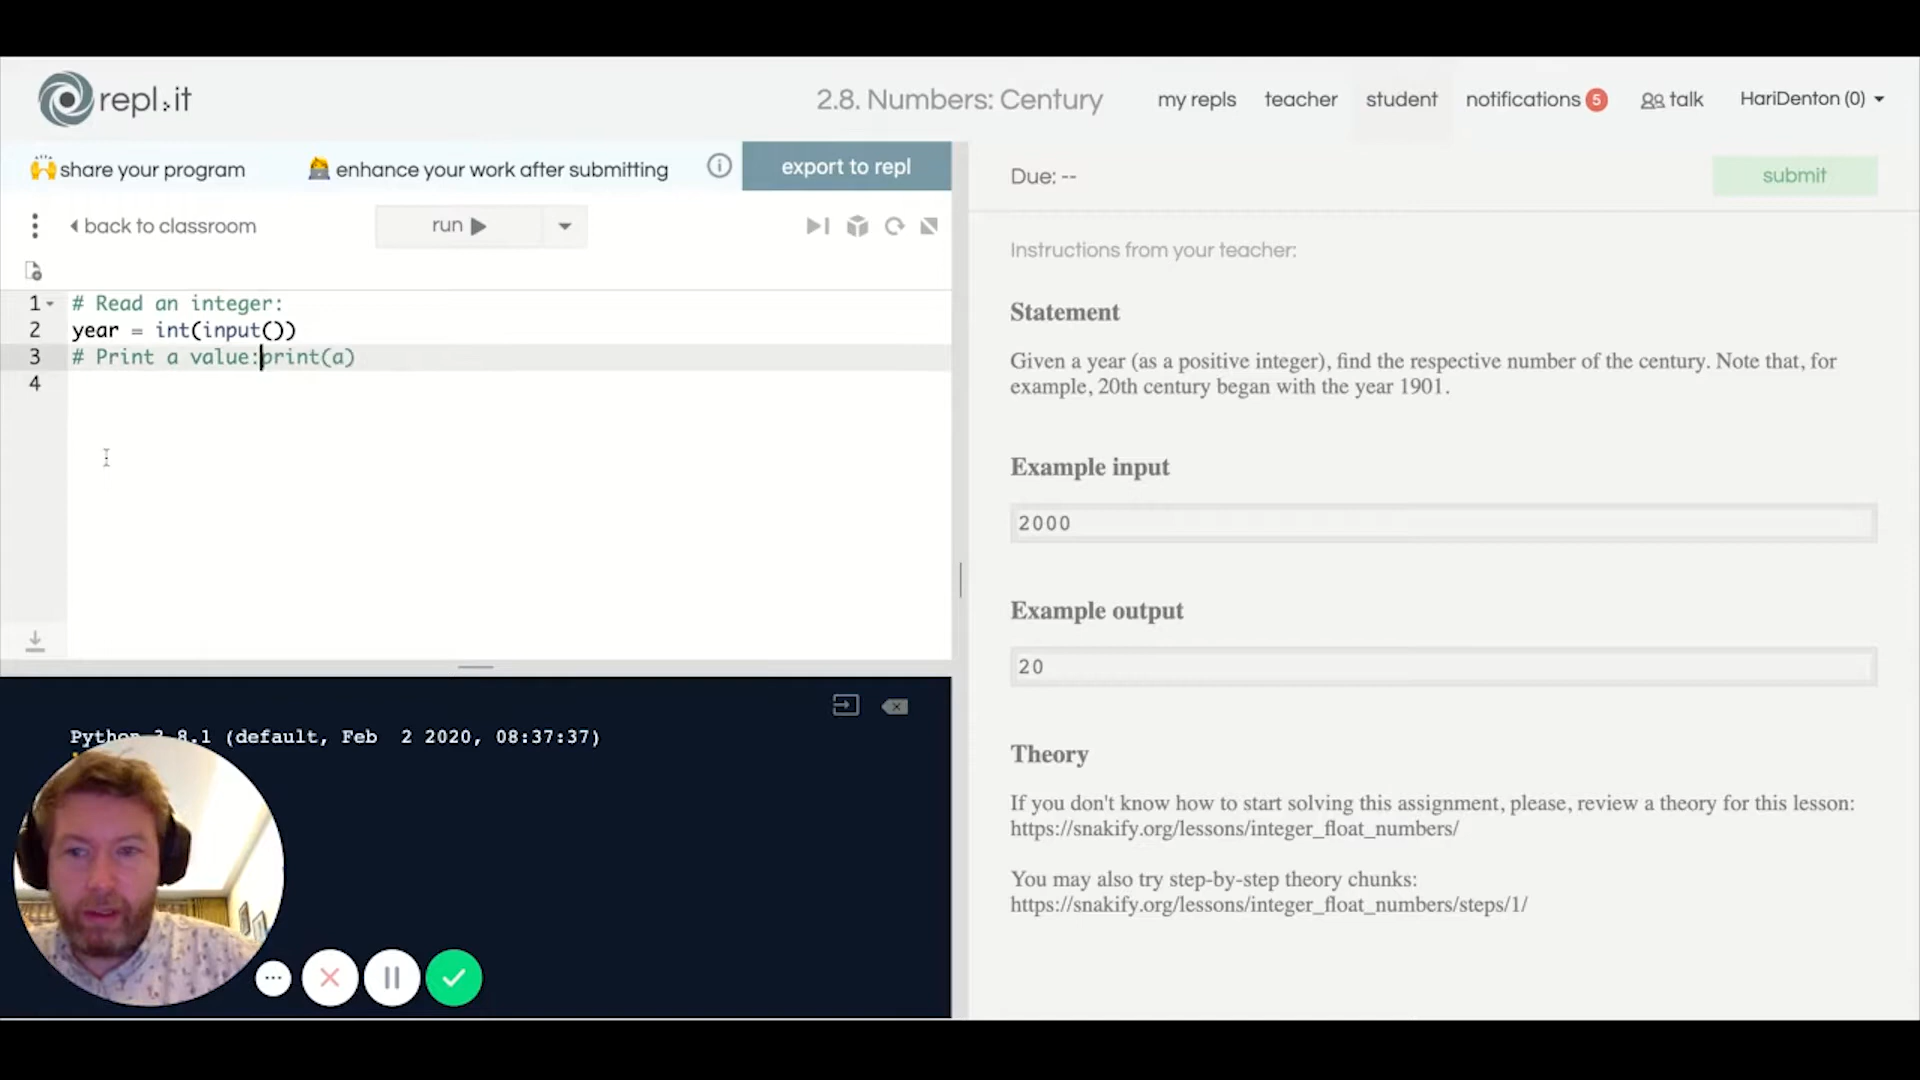 repl.it
2.8. Numbers: Century
my repls
teacher
student
notifications 5
talk
HariDenton (0)
🙌 share your program
enhance your work after submitting
export to repl
back to classroom
run
1 # Read an integer:
2 year = int(input())
3 # Print a value:print(a)
4
Python 3.8.1 (default, Feb  2 2020, 08:37:37)
Due: --
submit
Instructions from your teacher:
Statement
Given a year (as a positive integer), find the respective number of the century. Note that, for
example, 20th century began with the year 1901.
Example input
2000
Example output
20
Theory
If you don't know how to start solving this assignment, please, review a theory for this lesson:
https://snakify.org/lessons/integer_float_numbers/
You may also try step-by-step theory chunks:
https://snakify.org/lessons/integer_float_numbers/steps/1/